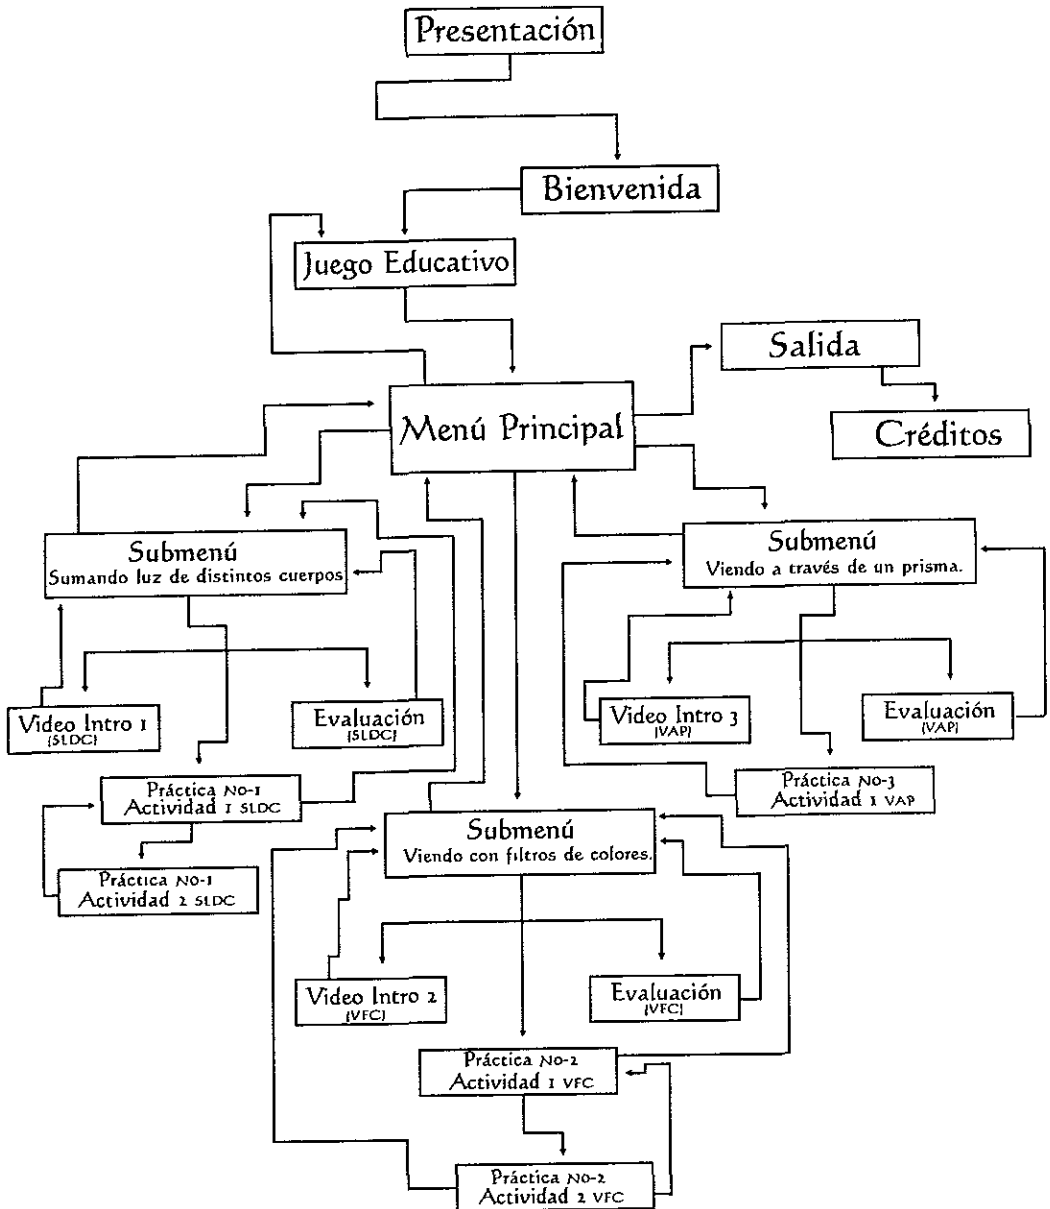 Presentación
Bienvenida
Juego Educativo
Salida
Menú Principal
Créditos
Submenú
Sumando luz de distintos cuerpos
Submenú
Viendo a través de un prisma.
Video Intro 1
(SLDC)
Evaluación
(SLDC)
Video Intro 3
(VAP)
Evaluación
(VAP)
Práctica No-1
Actividad 1 SLDC
Práctica No-3
Actividad 1 VAP
Submenú
Viendo con filtros de colores.
Práctica No-1
Actividad 2 SLDC
Video Intro 2
(VFC)
Evaluación
(VFC)
Práctica No-2
Actividad 1 VFC
Práctica No-2
Actividad 2 VFC